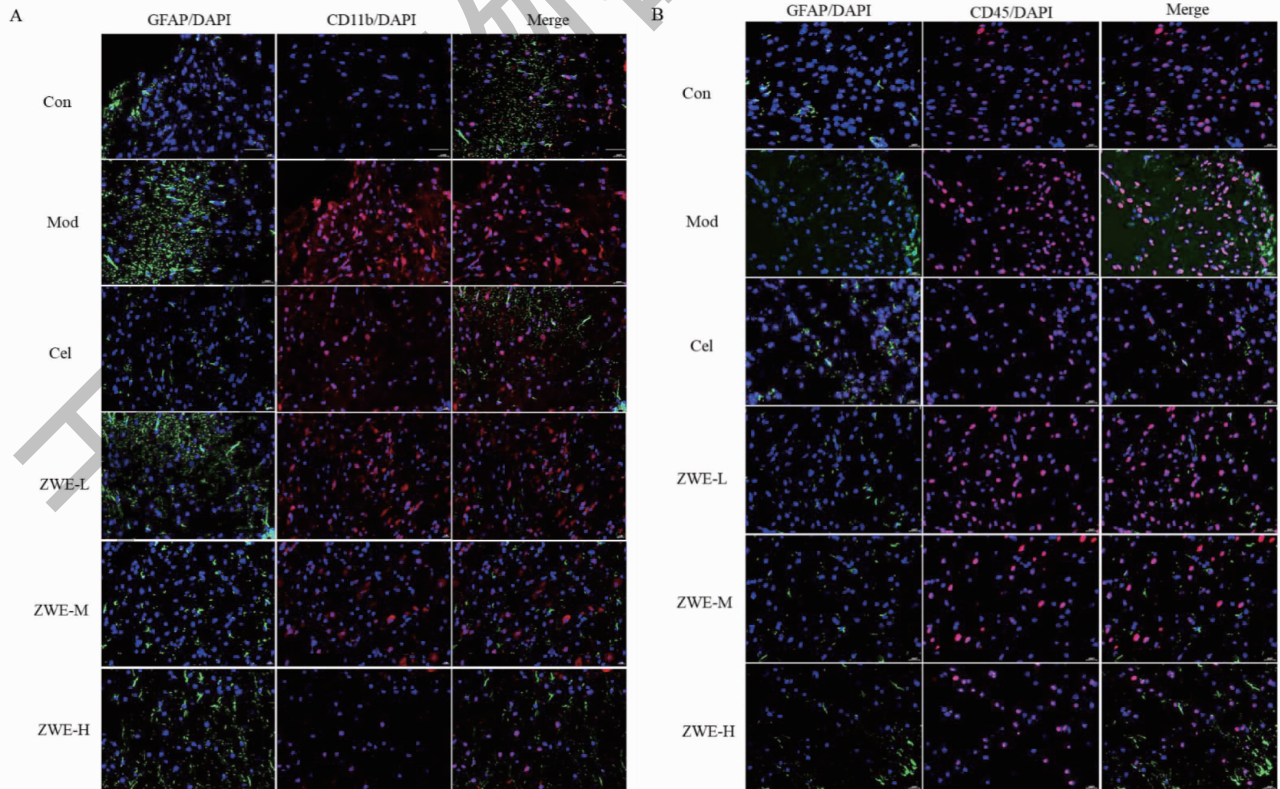 A
GFAP/DAPI CD11b/DAPI Merge
Con
Mod
Cel
ZWE-L
ZWE-M
ZWE-H
B
GFAP/DAPI CD45/DAPI Merge
Con
Mod
Cel
ZWE-L
ZWE-M
ZWE-H